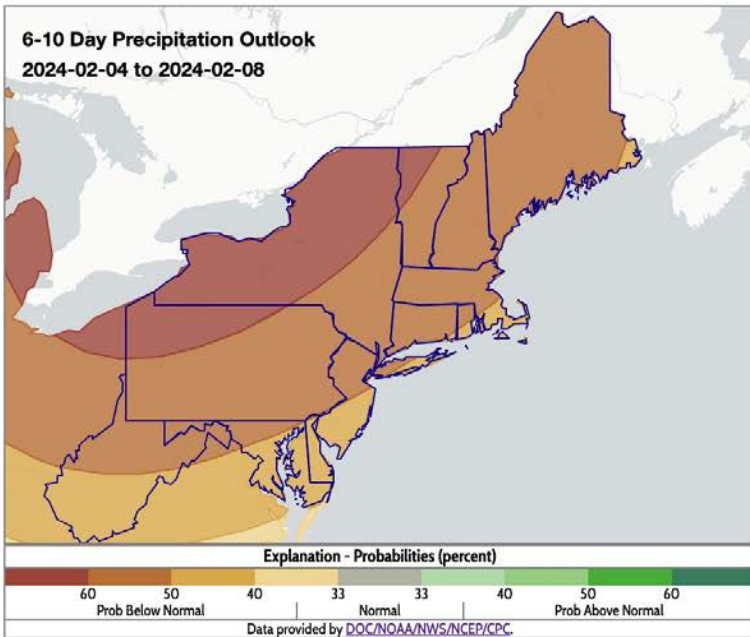 6-10 Day Precipitation Outlook
2024-02-04 to 2024-02-08
Explanation - Probabilities (percent)
60 50 40 33 33 40 50 60
Prob Below Normal | Normal | Prob Above Normal
Data provided by DOC/NOAA/NWS/NCEP/CPC.